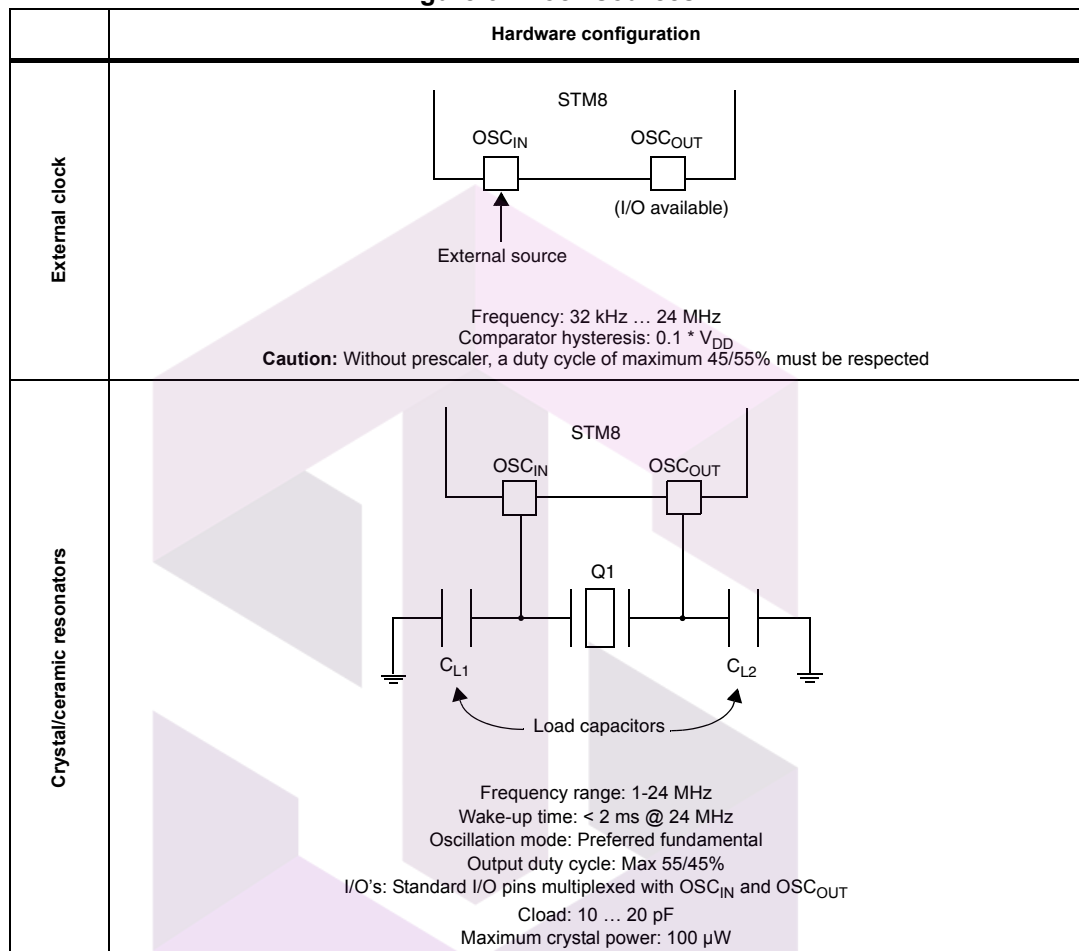 Hardware configuration
External clock
STM8
OSCIN
OSCOUT
(I/O available)
External source
Frequency: 32 kHz … 24 MHz
Comparator hysteresis: 0.1 * VDD
Caution: Without prescaler, a duty cycle of maximum 45/55% must be respected
Crystal/ceramic resonators
STM8
OSCIN
OSCOUT
Q1
CL1
CL2
Load capacitors
Frequency range: 1-24 MHz
Wake-up time: < 2 ms @ 24 MHz
Oscillation mode: Preferred fundamental
Output duty cycle: Max 55/45%
I/O's: Standard I/O pins multiplexed with OSCIN and OSCOUT
Cload: 10 … 20 pF
Maximum crystal power: 100 µW